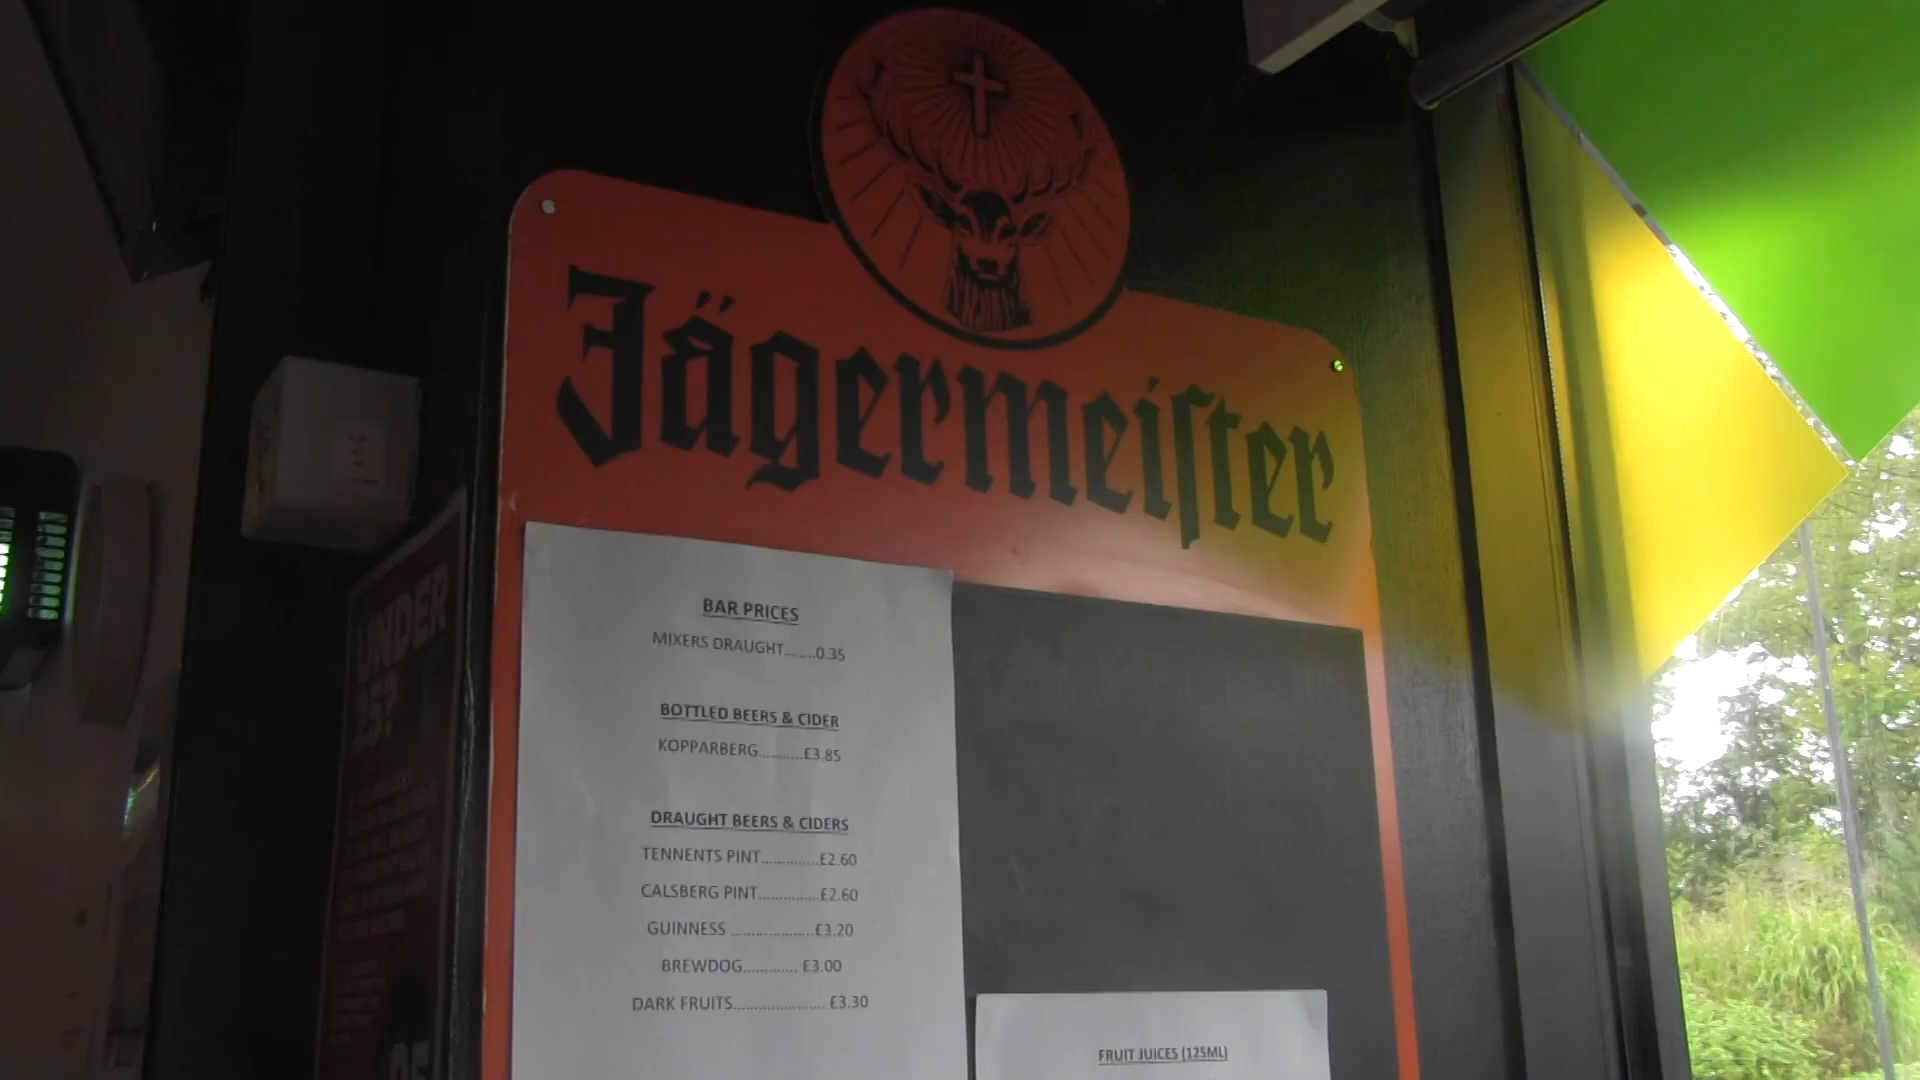 Jägermeister
BAR PRICES
MIXERS DRAUGHT........0.35
BOTTLED BEERS & CIDER
KOPPARBERG..........£3.85
DRAUGHT BEERS & CIDERS
TENNENTS PINT.............£2.60
CALSBERG PINT..............£2.60
GUINNESS ...................£3.20
BREWDOG............. £3.00
DARK FRUITS...................... £3.30
FRUIT JUICES (125ML)
UNDER
25?